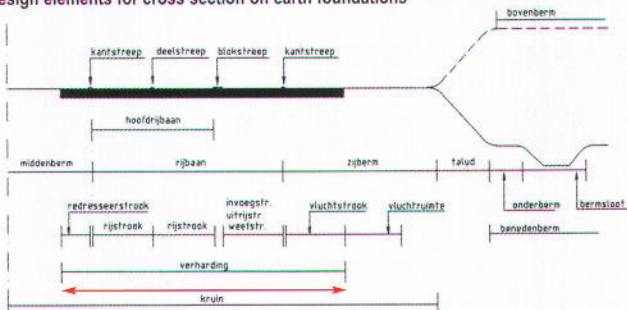 esign elements for cross section on earth foundations
bovenberm
kantstreep deelstreep blokstreep kantstreep
hoofdrijbaan
middenberm rijbaan zijberm talud
redresseerstrook invoegstr. vluchtstrook onderberm bermsloot
uitrijstr. vluchtruimte
rijstrook rijstrook weefstr. benedenberm
verharding
kruin